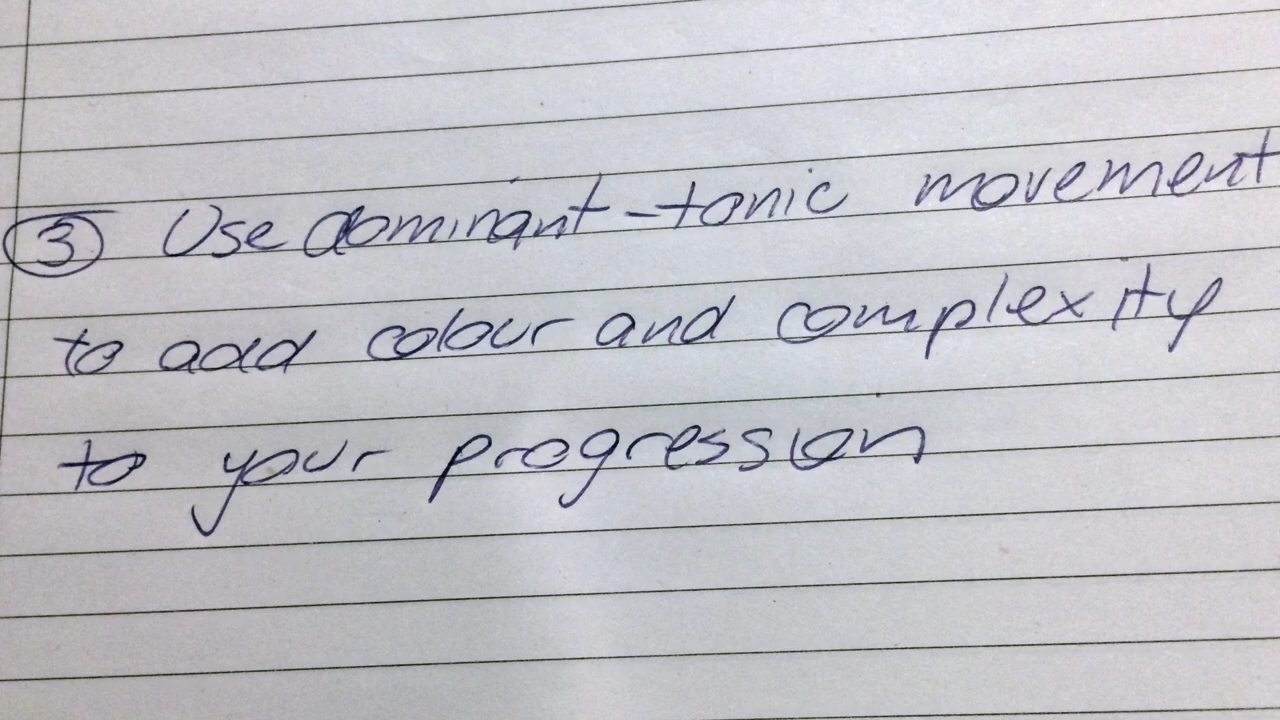 ③ Use dominant-tonic movement
to add colour and complexity
to your progression